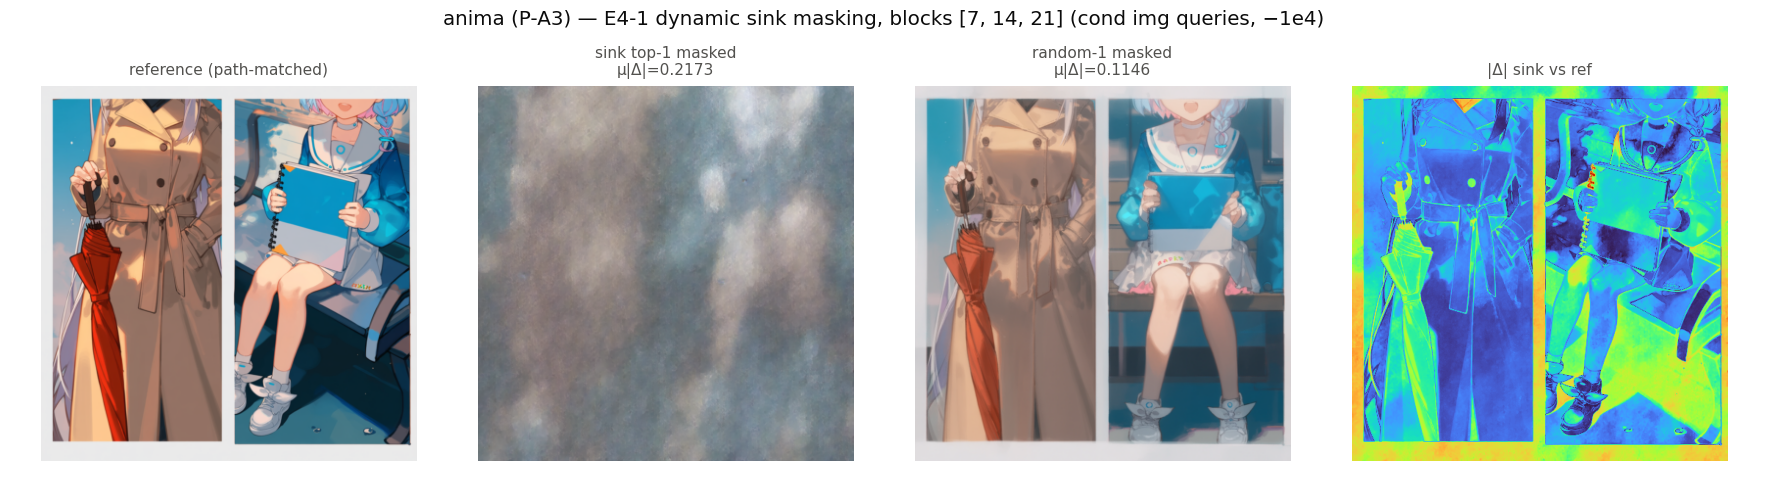 anima (P-A3) — E4-1 dynamic sink masking, blocks [7, 14, 21] (cond img queries, −1e4)
reference (path-matched)
sink top-1 masked
μ|Δ|=0.2173
random-1 masked
μ|Δ|=0.1146
|Δ| sink vs ref